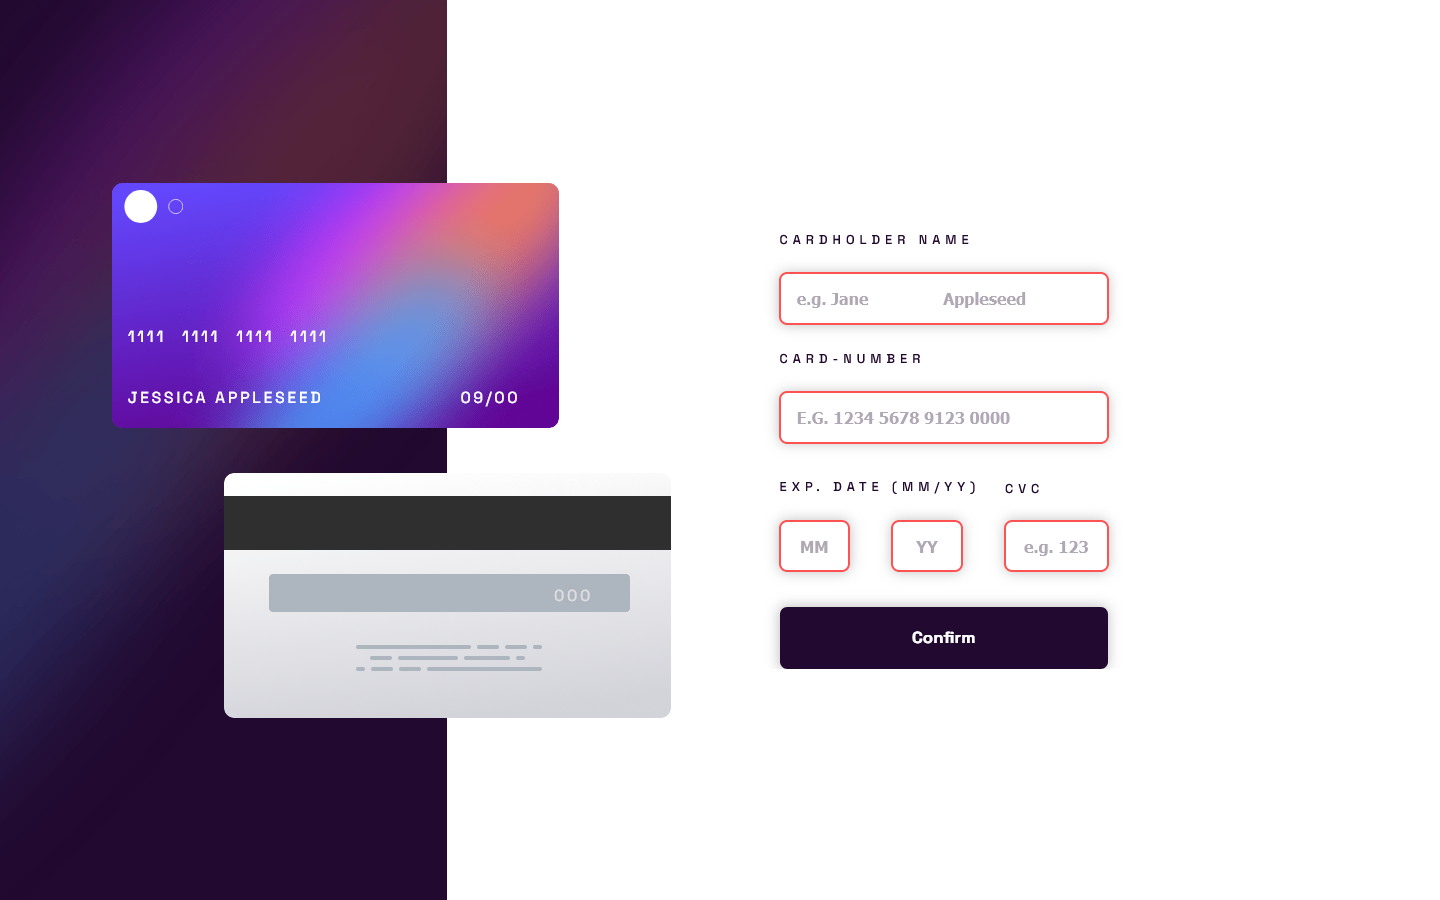 1111 1111 1111 1111
JESSICA APPLESEED 09/00
000
CARDHOLDER NAME
e.g. Jane Appleseed
CARD-NUMBER
E.G. 1234 5678 9123 0000
EXP. DATE (MM/YY) CVC
MM YY e.g. 123
Confirm